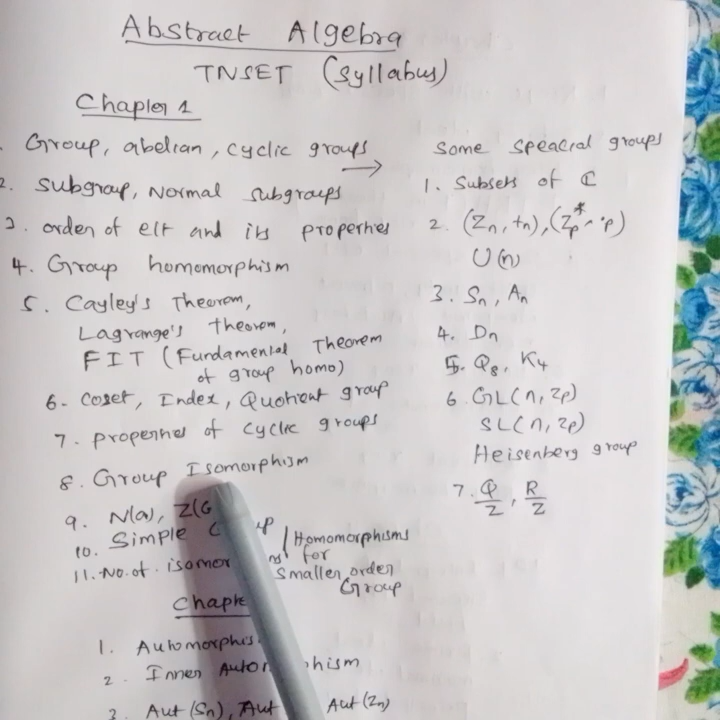 Abstract Algebra
TNSET (Syllabus)
Chapter 1
Group, abelian, cyclic groups →
2. Subgroup, Normal subgroups
3. order of elt and its properties
4. Group homomorphism
5. Cayley's Theorem,
Lagrange's theorem,
FIT (Fundamental Theorem
of group homo)
6. Coset, Index, Quotient group
7. properties of cyclic groups
8. Group Isomorphism
9. N(a), Z(G
10. Simple
11. No. of isomor
Homomorphisms
for
Smaller order
Group
Some Speacial groups
1. Subsets of ℂ
2. (Zn, +n), (Zp*, ·p)
U(n)
3. Sn, An
4. Dn
5. Q8, K4
6. GL(n, Zp)
SL(n, Zp)
Heisenberg group
7. Q/Z, R/Z
Chapte
1. Automorphis
2. Inner Auto phism
3. Aut (Sn), Aut Aut (Zn)